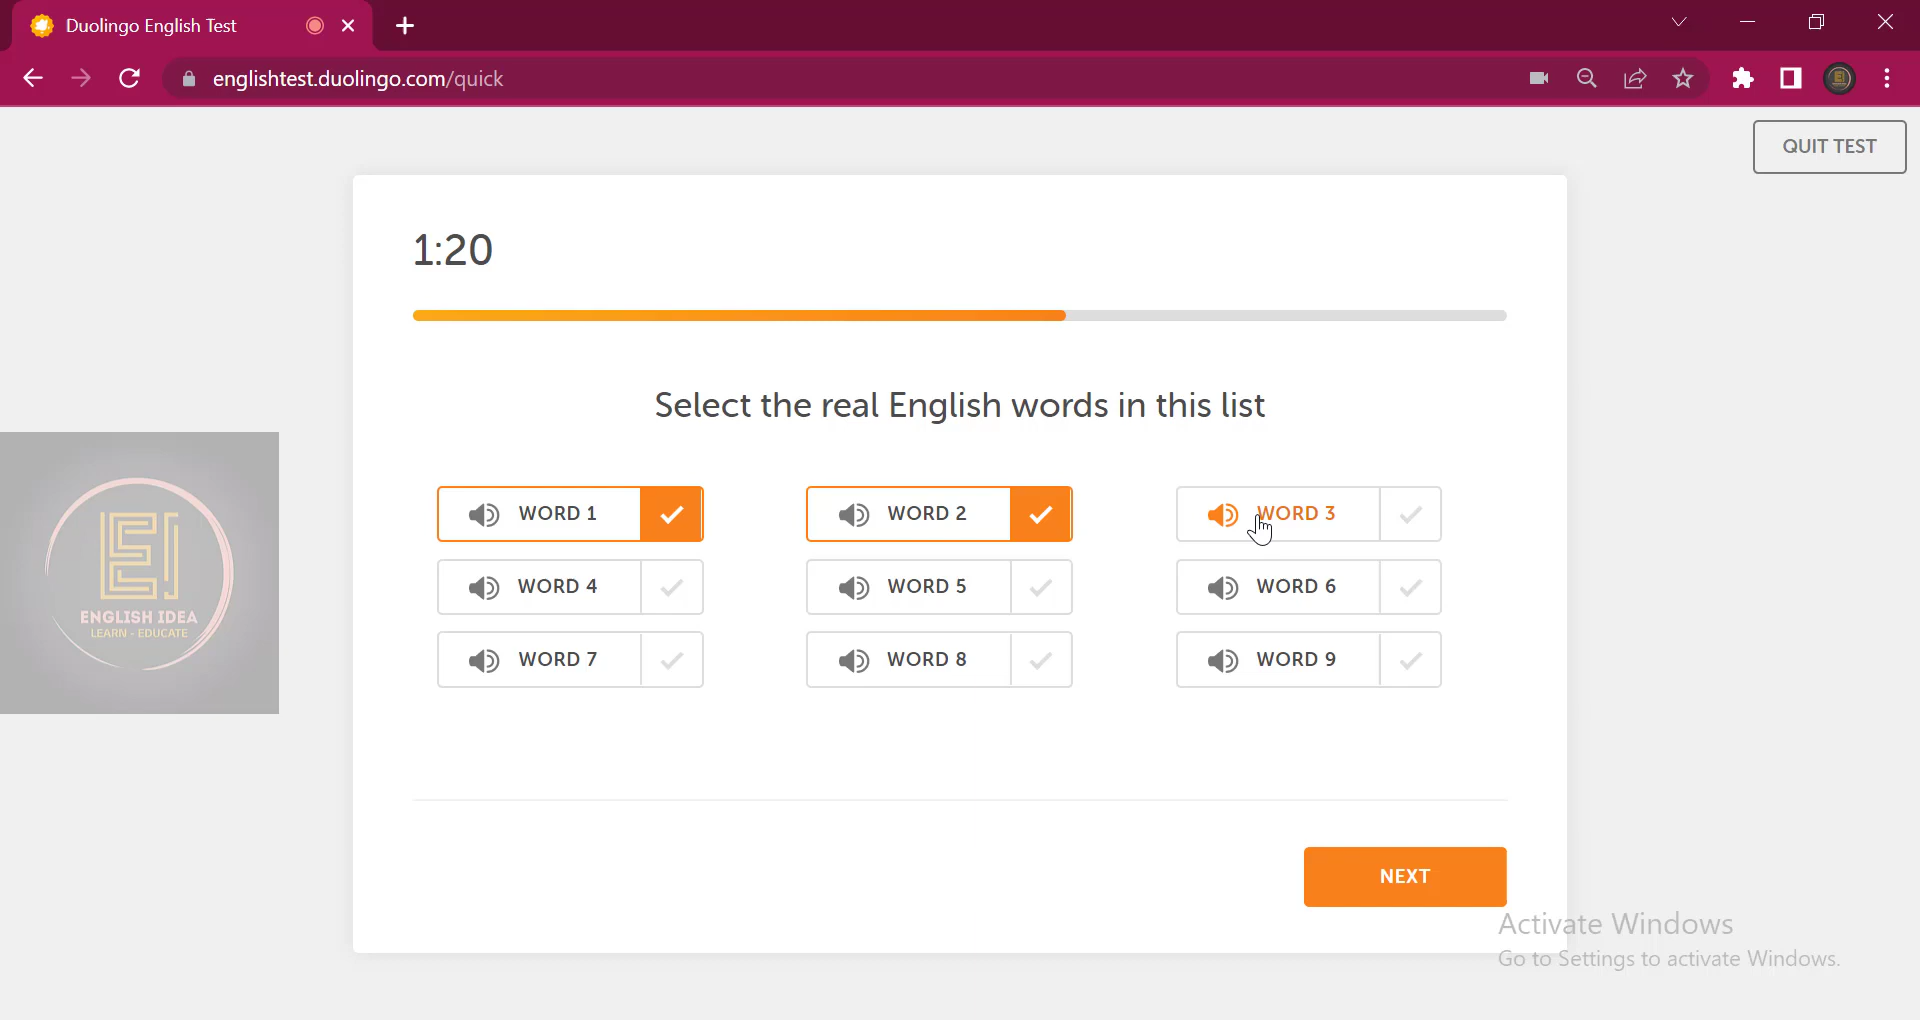 Duolingo English Test
englishtest.duolingo.com/quick
QUIT TEST
1:20
Select the real English words in this list
WORD 1
WORD 2
WORD 3
WORD 4
WORD 5
WORD 6
WORD 7
WORD 8
WORD 9
EI
ENGLISH IDEA
LEARN - EDUCATE
NEXT
Activate Windows
Go to Settings to activate Windows.